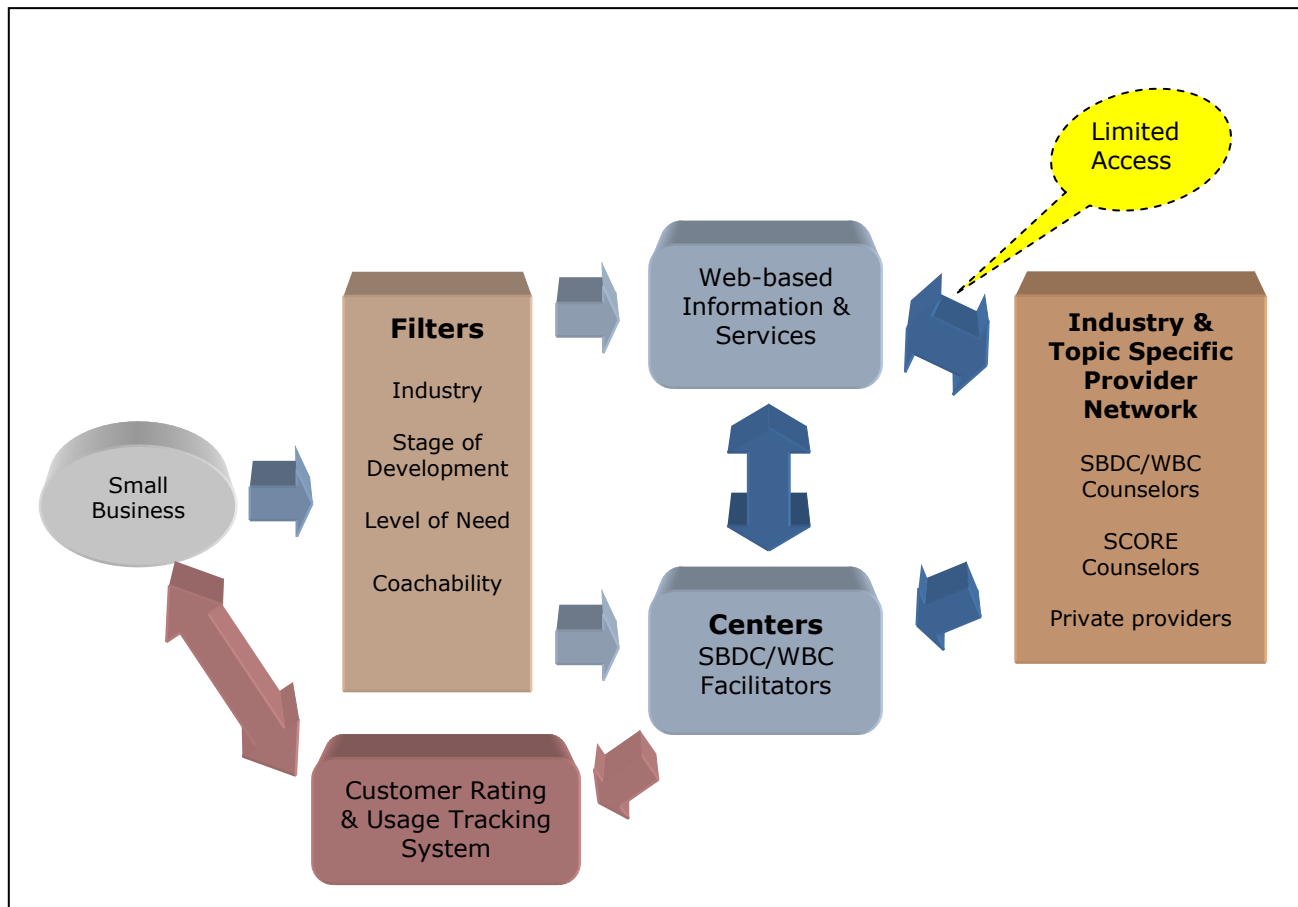 Limited
Access
Web-based
Information &
Services
Filters
Industry
Stage of
Development
Level of Need
Coachability
Industry &
Topic Specific
Provider
Network
SBDC/WBC
Counselors
SCORE
Counselors
Private providers
Small
Business
Centers
SBDC/WBC
Facilitators
Customer Rating
& Usage Tracking
System